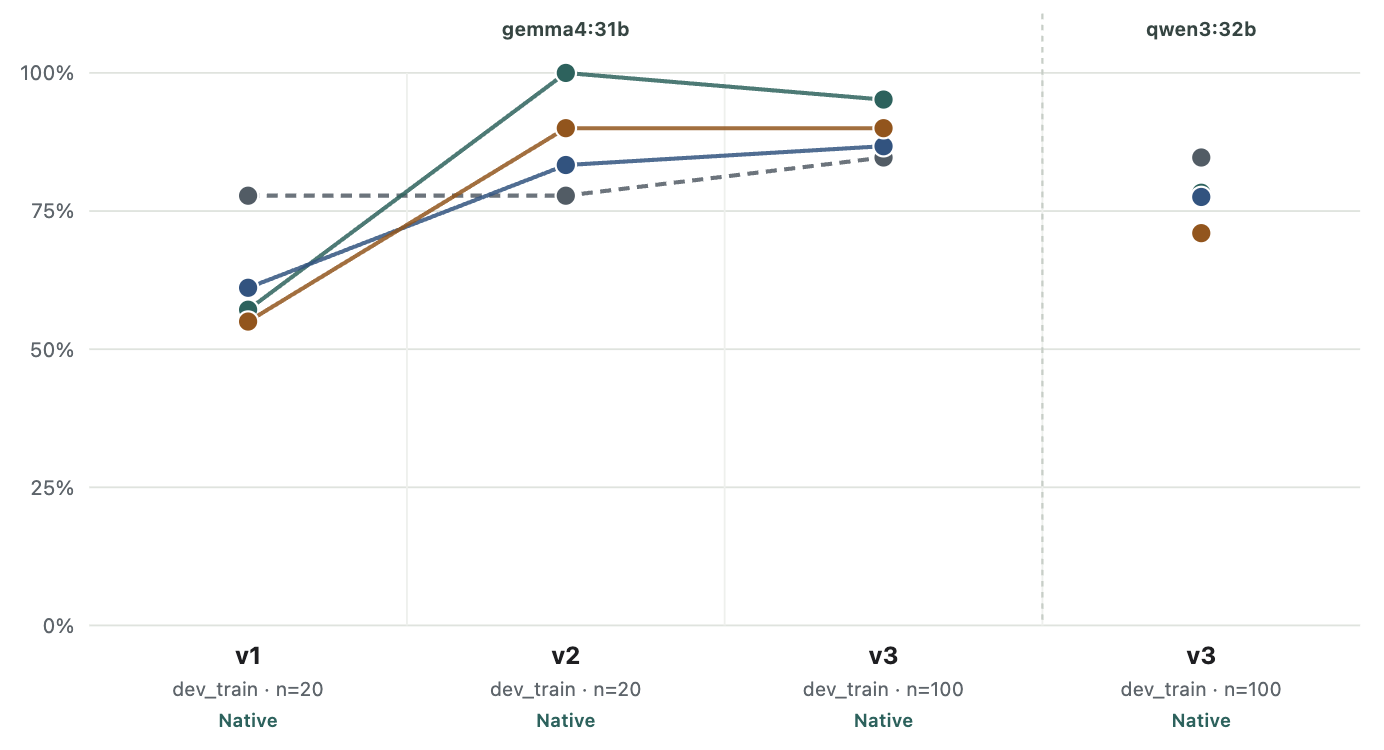 gemma4:31b
qwen3:32b
100%
75%
50%
25%
0%
v1
v2
v3
v3
dev_train · n=20
dev_train · n=20
dev_train · n=100
dev_train · n=100
Native
Native
Native
Native